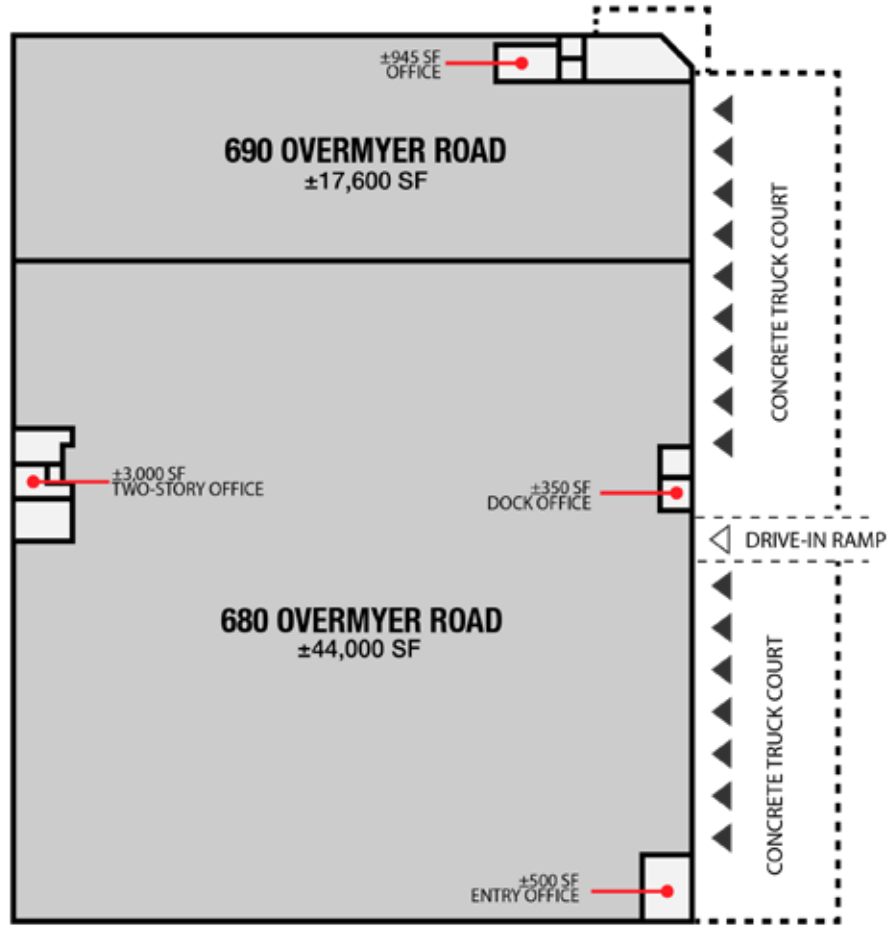 ±945 SF
OFFICE
690 OVERMYER ROAD
±17,600 SF
CONCRETE TRUCK COURT
±3,000 SF
TWO-STORY OFFICE
±350 SF
DOCK OFFICE
DRIVE-IN RAMP
680 OVERMYER ROAD
±44,000 SF
CONCRETE TRUCK COURT
±500 SF
ENTRY OFFICE